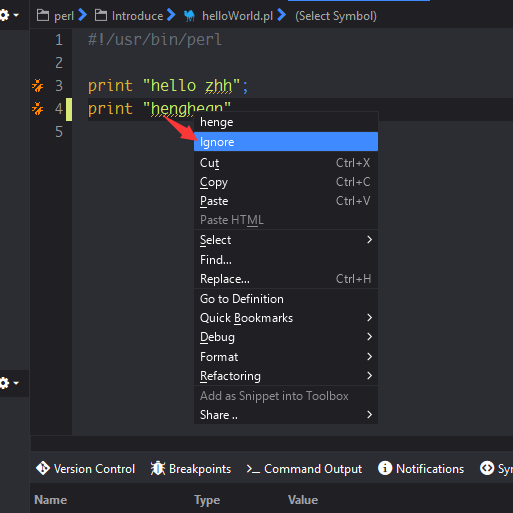 perl Introduce helloWorld.pl (Select Symbol)
1 #!/usr/bin/perl
2
3 print "hello zhh";
4 print "hengheqn"
5
henge
Ignore
Cut Ctrl+X
Copy Ctrl+C
Paste Ctrl+V
Paste HTML
Select
Find...
Replace... Ctrl+H
Go to Definition
Quick Bookmarks
Debug
Format
Refactoring
Add as Snippet into Toolbox
Share ..
Version Control Breakpoints Command Output Notifications Sy
Name Type Value